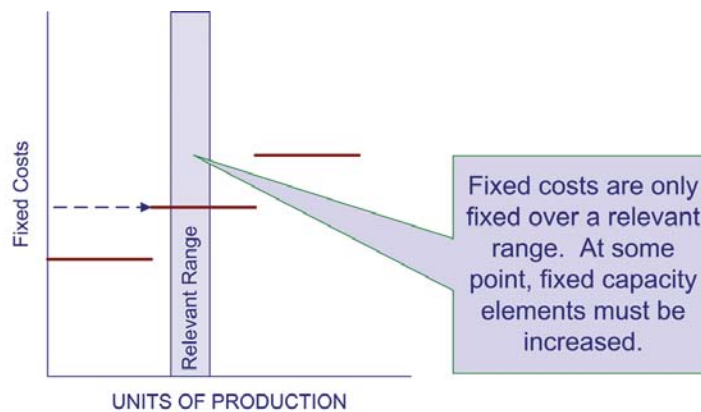 Fixed Costs
Relevant Range
UNITS OF PRODUCTION
Fixed costs are only
fixed over a relevant
range. At some
point, fixed capacity
elements must be
increased.